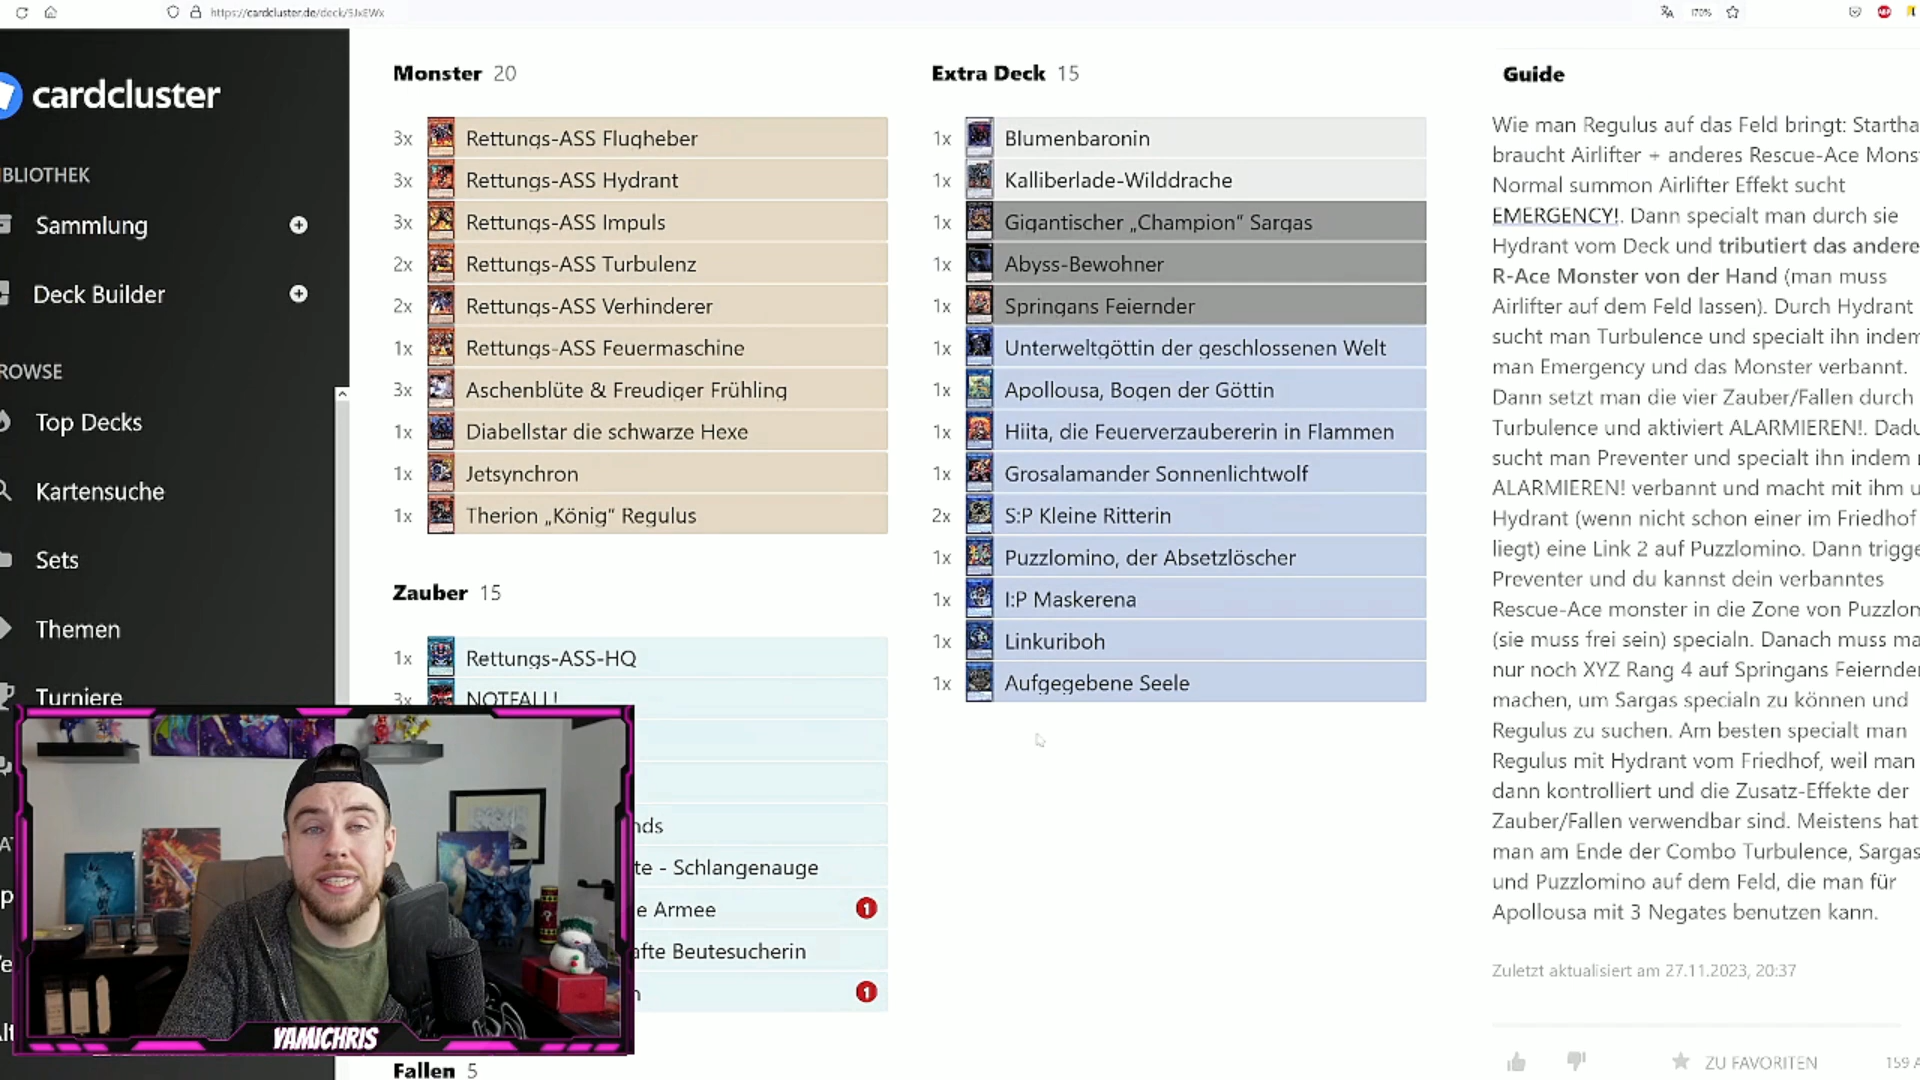 https://cardcluster.de/deck/
170%
cardcluster
BLIOTHEK
Sammlung
Deck Builder
ROWSE
Top Decks
Kartensuche
Sets
Themen
Turniere
Monster 20
3x Rettungs-ASS Flugheber
3x Rettungs-ASS Hydrant
3x Rettungs-ASS Impuls
2x Rettungs-ASS Turbulenz
2x Rettungs-ASS Verhinderer
1x Rettungs-ASS Feuermaschine
3x Aschenblüte & Freudiger Frühling
1x Diabellstar die schwarze Hexe
1x Jetsynchron
1x Therion „König“ Regulus
Zauber 15
1x Rettungs-ASS-HQ
3x NOTFALL!
nds
te - Schlangenauge
e Armee 1
afte Beutesucherin
n 1
Fallen 5
YAMICHRIS
Extra Deck 15
1x Blumenbaronin
1x Kalliberlade-Wilddrache
1x Gigantischer „Champion“ Sargas
1x Abyss-Bewohner
1x Springans Feiernder
1x Unterweltgöttin der geschlossenen Welt
1x Apollousa, Bogen der Göttin
1x Hiita, die Feuerverzaubererin in Flammen
1x Grosalamander Sonnenlichtwolf
2x S:P Kleine Ritterin
1x Puzzlomino, der Absetzlöscher
1x I:P Maskerena
1x Linkuriboh
1x Aufgegebene Seele
Guide
Wie man Regulus auf das Feld bringt: Startha
braucht Airlifter + anderes Rescue-Ace Mons
Normal summon Airlifter Effekt sucht
EMERGENCY!. Dann specialt man durch sie
Hydrant vom Deck und tributiert das andere
R-Ace Monster von der Hand (man muss
Airlifter auf dem Feld lassen). Durch Hydrant
sucht man Turbulence und specialt ihn indem
man Emergency und das Monster verbannt.
Dann setzt man die vier Zauber/Fallen durch
Turbulence und aktiviert ALARMIEREN!. Dadu
sucht man Preventer und specialt ihn indem
ALARMIEREN! verbannt und macht mit ihm u
Hydrant (wenn nicht schon einer im Friedhof
liegt) eine Link 2 auf Puzzlomino. Dann trigge
Preventer und du kannst dein verbanntes
Rescue-Ace monster in die Zone von Puzzlom
(sie muss frei sein) specialn. Danach muss ma
nur noch XYZ Rang 4 auf Springans Feiernder
machen, um Sargas specialn zu können und
Regulus zu suchen. Am besten specialt man
Regulus mit Hydrant vom Friedhof, weil man
dann kontrolliert und die Zusatz-Effekte der
Zauber/Fallen verwendbar sind. Meistens hat
man am Ende der Combo Turbulence, Sargas
und Puzzlomino auf dem Feld, die man für
Apollousa mit 3 Negates benutzen kann.
Zuletzt aktualisiert am 27.11.2023, 20:37
ZU FAVORITEN
159 A